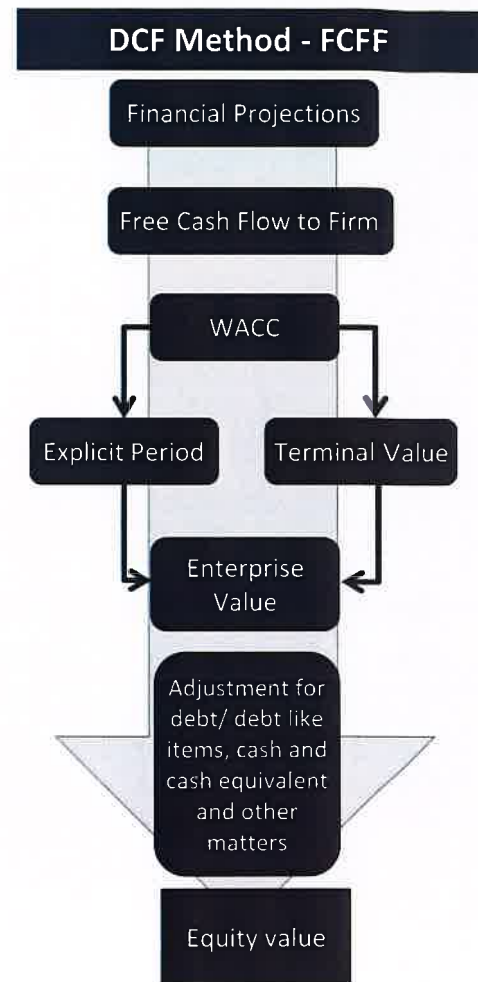 DCF Method - FCFF
Financial Projections
Free Cash Flow to Firm
WACC
Explicit Period
Terminal Value
Enterprise
Value
Adjustment for
debt/ debt like
items, cash and
cash equivalent
and other
matters
Equity value